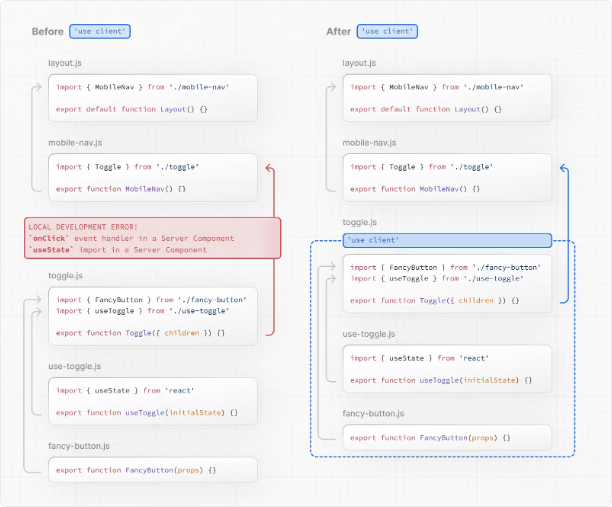 Before 'use client'
layout.js
import { MobileNav } from './mobile-nav'
export default function Layout() {}
mobile-nav.js
import { Toggle } from './toggle'
export function MobileNav() {}
LOCAL DEVELOPMENT ERROR!
`onClick` event handler in a Server Component
`useState` import in a Server Component
toggle.js
import { FancyButton } from './fancy-button'
import { useToggle } from './use-toggle'
export function Toggle({ children }) {}
use-toggle.js
import { useState } from 'react'
export function useToggle(initialState) {}
fancy-button.js
export function FancyButton(props) {}
After 'use client'
layout.js
import { MobileNav } from './mobile-nav'
export default function Layout() {}
mobile-nav.js
import { Toggle } from './toggle'
export function MobileNav() {}
toggle.js
'use client'
import { FancyButton } from './fancy-button'
import { useToggle } from './use-toggle'
export function Toggle({ children }) {}
use-toggle.js
import { useState } from 'react'
export function useToggle(initialState) {}
fancy-button.js
export function FancyButton(props) {}